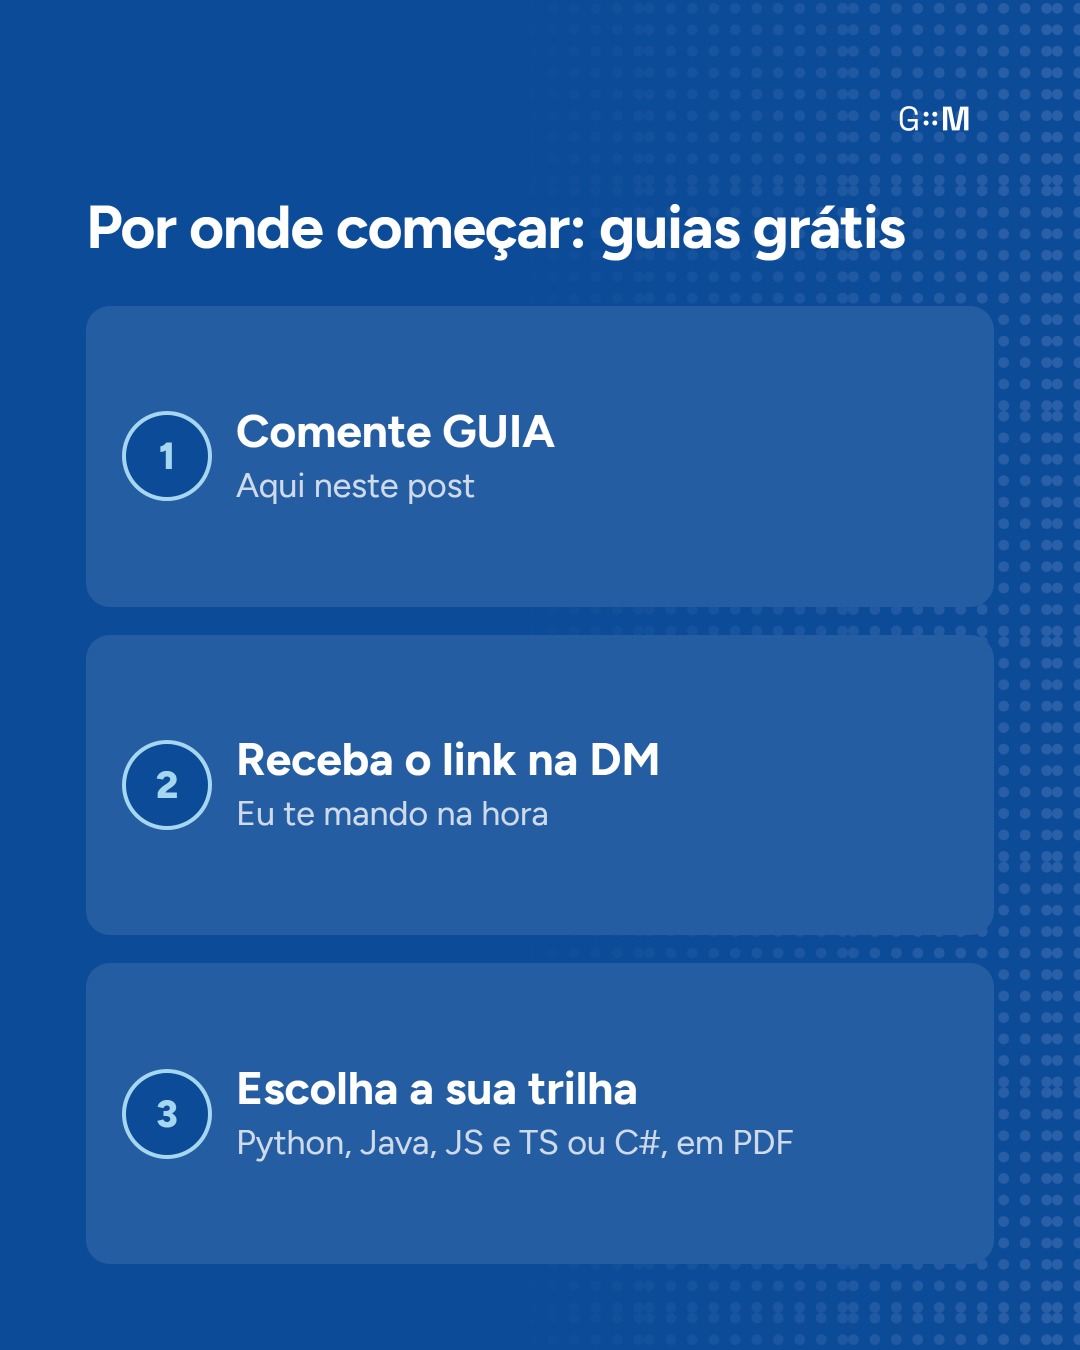 G::M
Por onde começar: guias grátis
1
Comente GUIA
Aqui neste post
2
Receba o link na DM
Eu te mando na hora
3
Escolha a sua trilha
Python, Java, JS e TS ou C#, em PDF